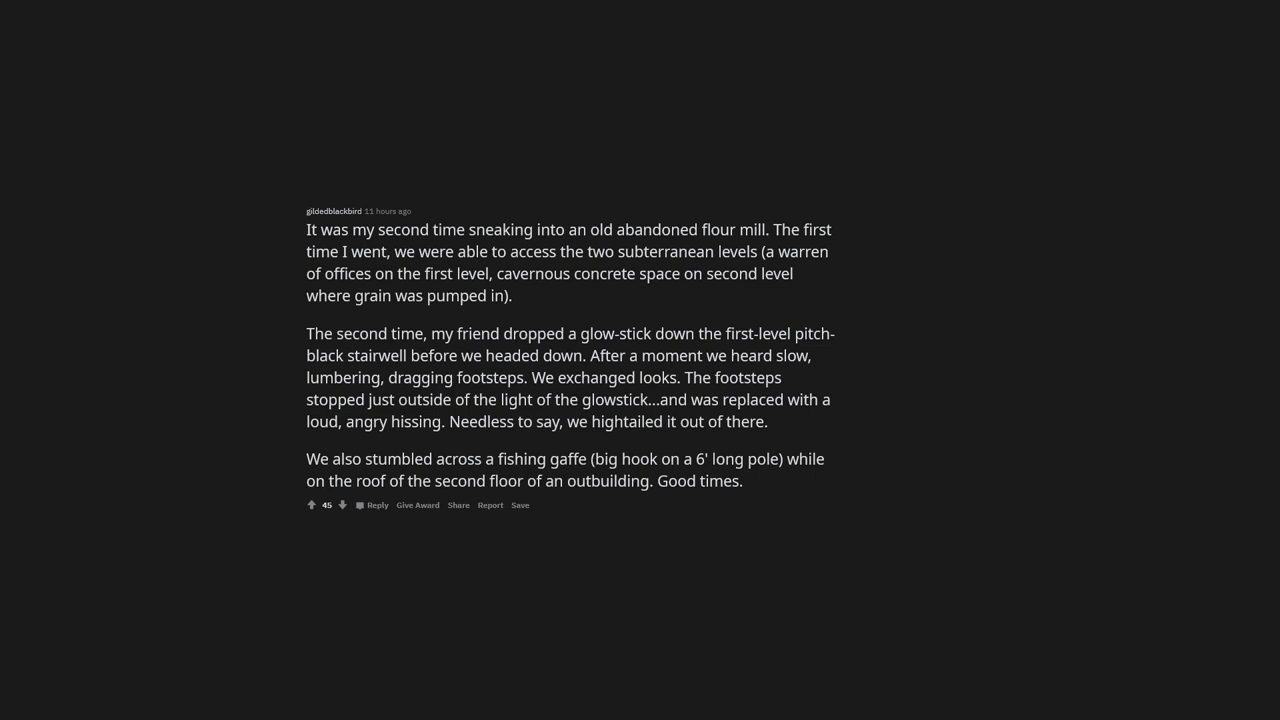 gildedblackbird 11 hours ago
It was my second time sneaking into an old abandoned flour mill. The first
time I went, we were able to access the two subterranean levels (a warren
of offices on the first level, cavernous concrete space on second level
where grain was pumped in).
The second time, my friend dropped a glow-stick down the first-level pitch-
black stairwell before we headed down. After a moment we heard slow,
lumbering, dragging footsteps. We exchanged looks. The footsteps
stopped just outside of the light of the glowstick...and was replaced with a
loud, angry hissing. Needless to say, we hightailed it out of there.
We also stumbled across a fishing gaffe (big hook on a 6' long pole) while
on the roof of the second floor of an outbuilding. Good times.
45 Reply Give Award Share Report Save